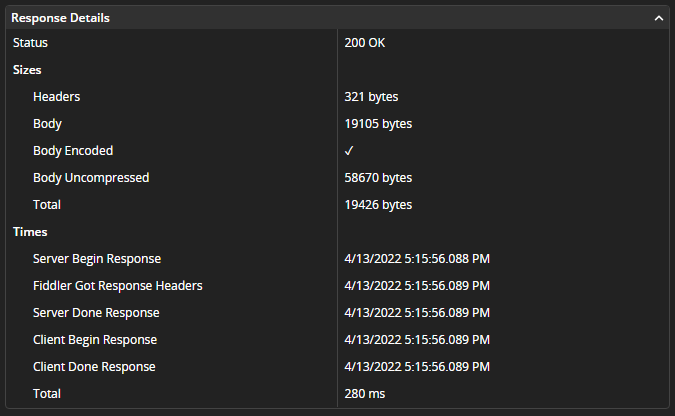 Response Details
Status 200 OK
Sizes
Headers 321 bytes
Body 19105 bytes
Body Encoded ✓
Body Uncompressed 58670 bytes
Total 19426 bytes
Times
Server Begin Response 4/13/2022 5:15:56.088 PM
Fiddler Got Response Headers 4/13/2022 5:15:56.089 PM
Server Done Response 4/13/2022 5:15:56.089 PM
Client Begin Response 4/13/2022 5:15:56.089 PM
Client Done Response 4/13/2022 5:15:56.089 PM
Total 280 ms